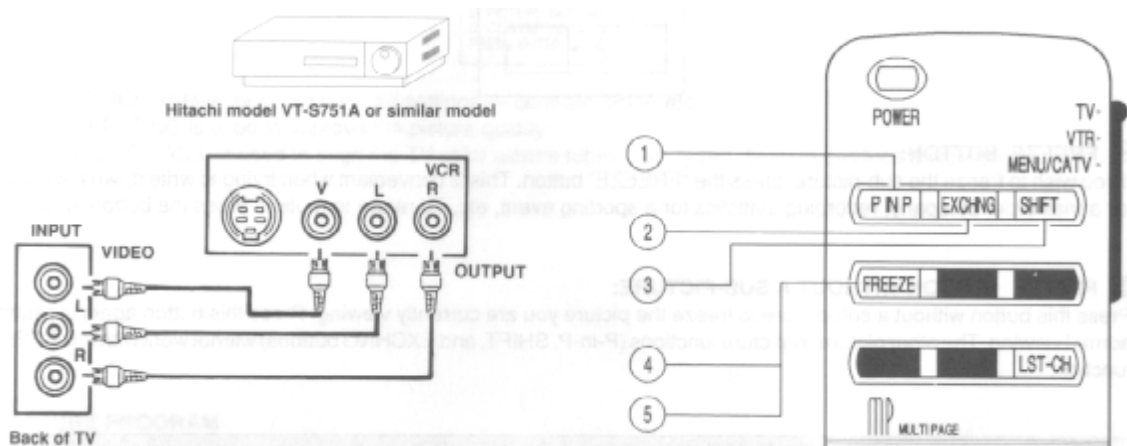 Hitachi model VT-S751A or similar model
VCR
V
L
R
INPUT
VIDEO
OUTPUT
L
R
Back of TV
1
2
3
4
5
POWER
TV-
VTR-
MENU/CATV-
P IN P
EXCHNG
SHIFT
FREEZE
LST-CH
MP
MULTI PAGE